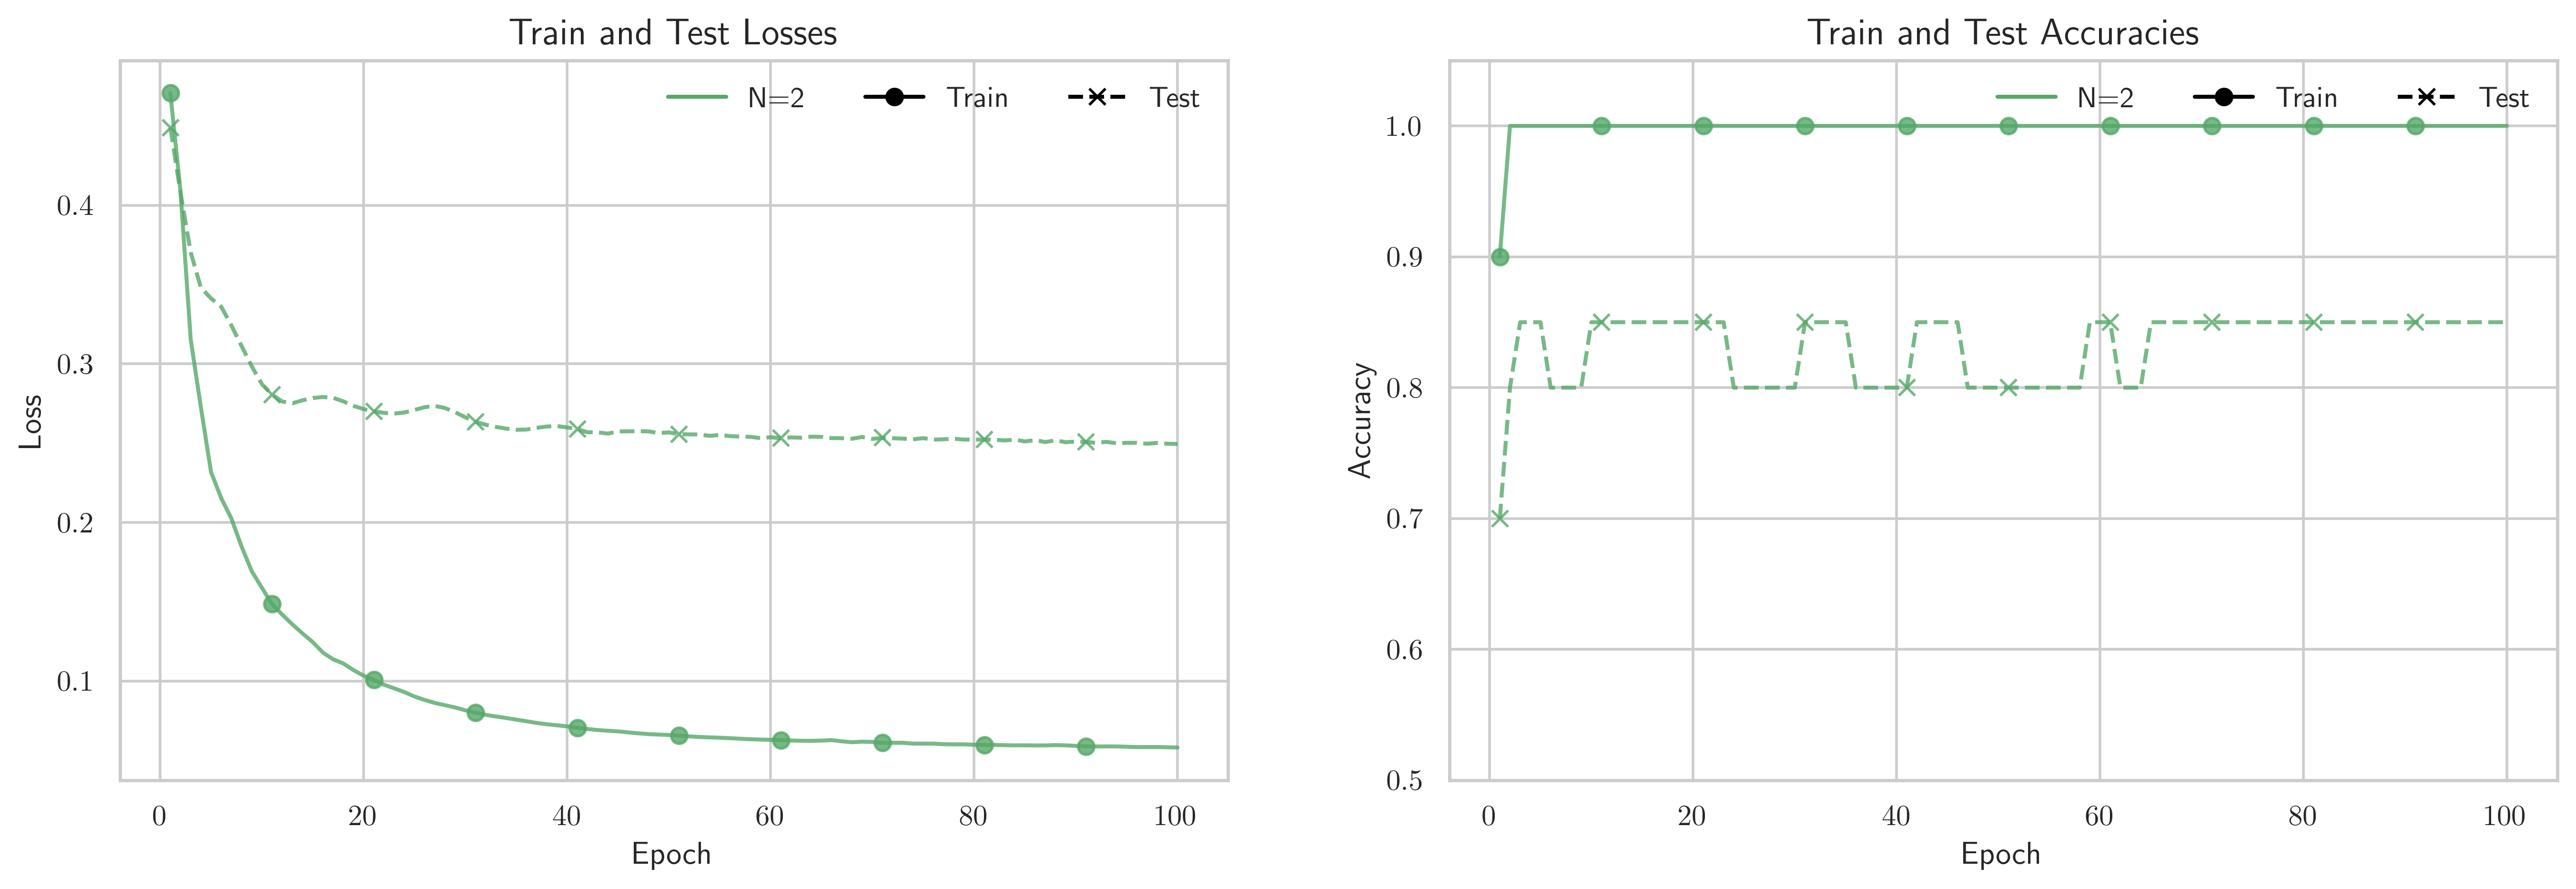 Train and Test Losses
N=2 Train Test
Loss
0.4
0.3
0.2
0.1
0 20 40 60 80 100
Epoch
Train and Test Accuracies
N=2 Train Test
Accuracy
1.0
0.9
0.8
0.7
0.6
0.5
0 20 40 60 80 100
Epoch